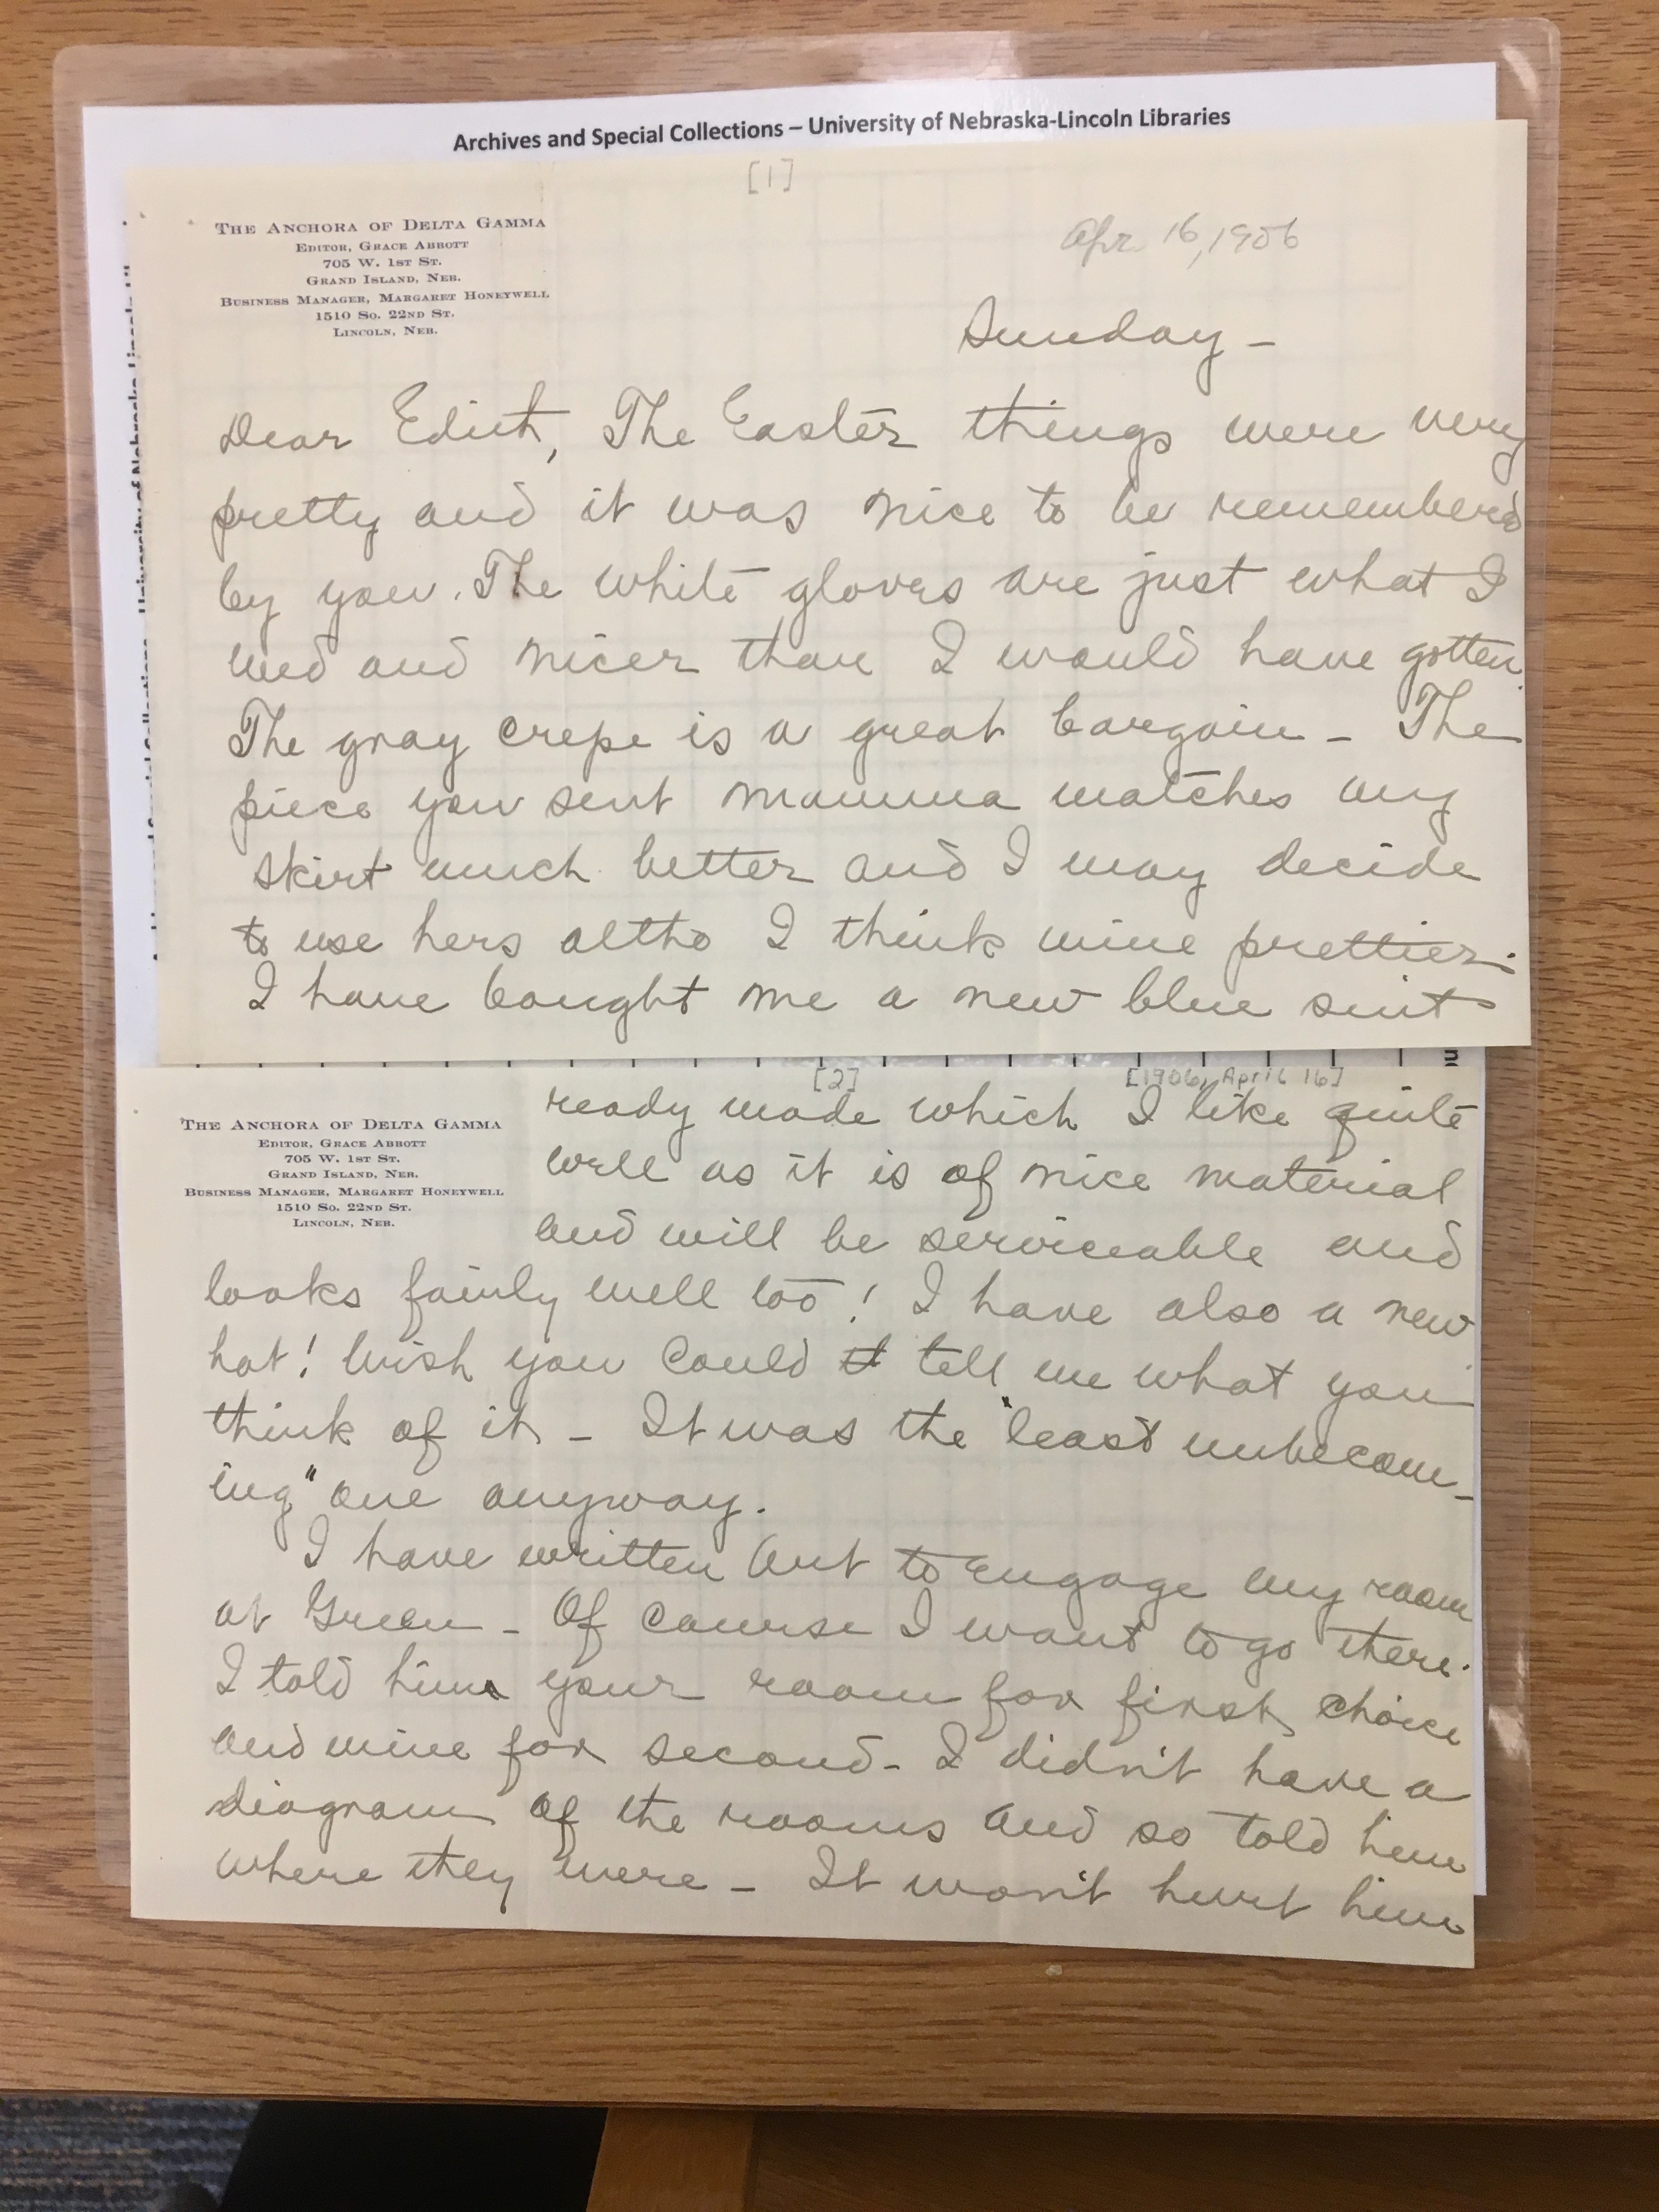 Archives and Special Collections – University of Nebraska-Lincoln Libraries
[1]
THE ANCHORA OF DELTA GAMMA
EDITOR, GRACE ABBOTT
705 W. 1ST ST.
GRAND ISLAND, NEB.
BUSINESS MANAGER, MARGARET HONEYWELL
1510 SO. 22ND ST.
LINCOLN, NEB.
Apr. 16, 1906
Sunday –
Dear Edith, The Easter things were very
pretty and it was nice to be remembered
by you. The white gloves are just what I
need and nicer than I would have gotten.
The gray crepe is a great bargain – The
piece you sent mamma matches my
skirt much better and I may decide
to use hers altho I think mine prettier.
I have bought me a new blue suit –
[2]
[1906, April 16]
THE ANCHORA OF DELTA GAMMA
EDITOR, GRACE ABBOTT
705 W. 1ST ST.
GRAND ISLAND, NEB.
BUSINESS MANAGER, MARGARET HONEYWELL
1510 SO. 22ND ST.
LINCOLN, NEB.
ready made which I like quite
well as it is of nice material
and will be serviceable and
looks fairly well too! I have also a new
hat! Wish you could tell me what you
think of it – It was the "least unbecom-
ing" one anyway.
I have written out to engage my room
at Green – Of course I want to go there.
I told him your room for first choice
and mine for second – I didn't have a
diagram of the rooms and so told him
where they were – It won't hurt him